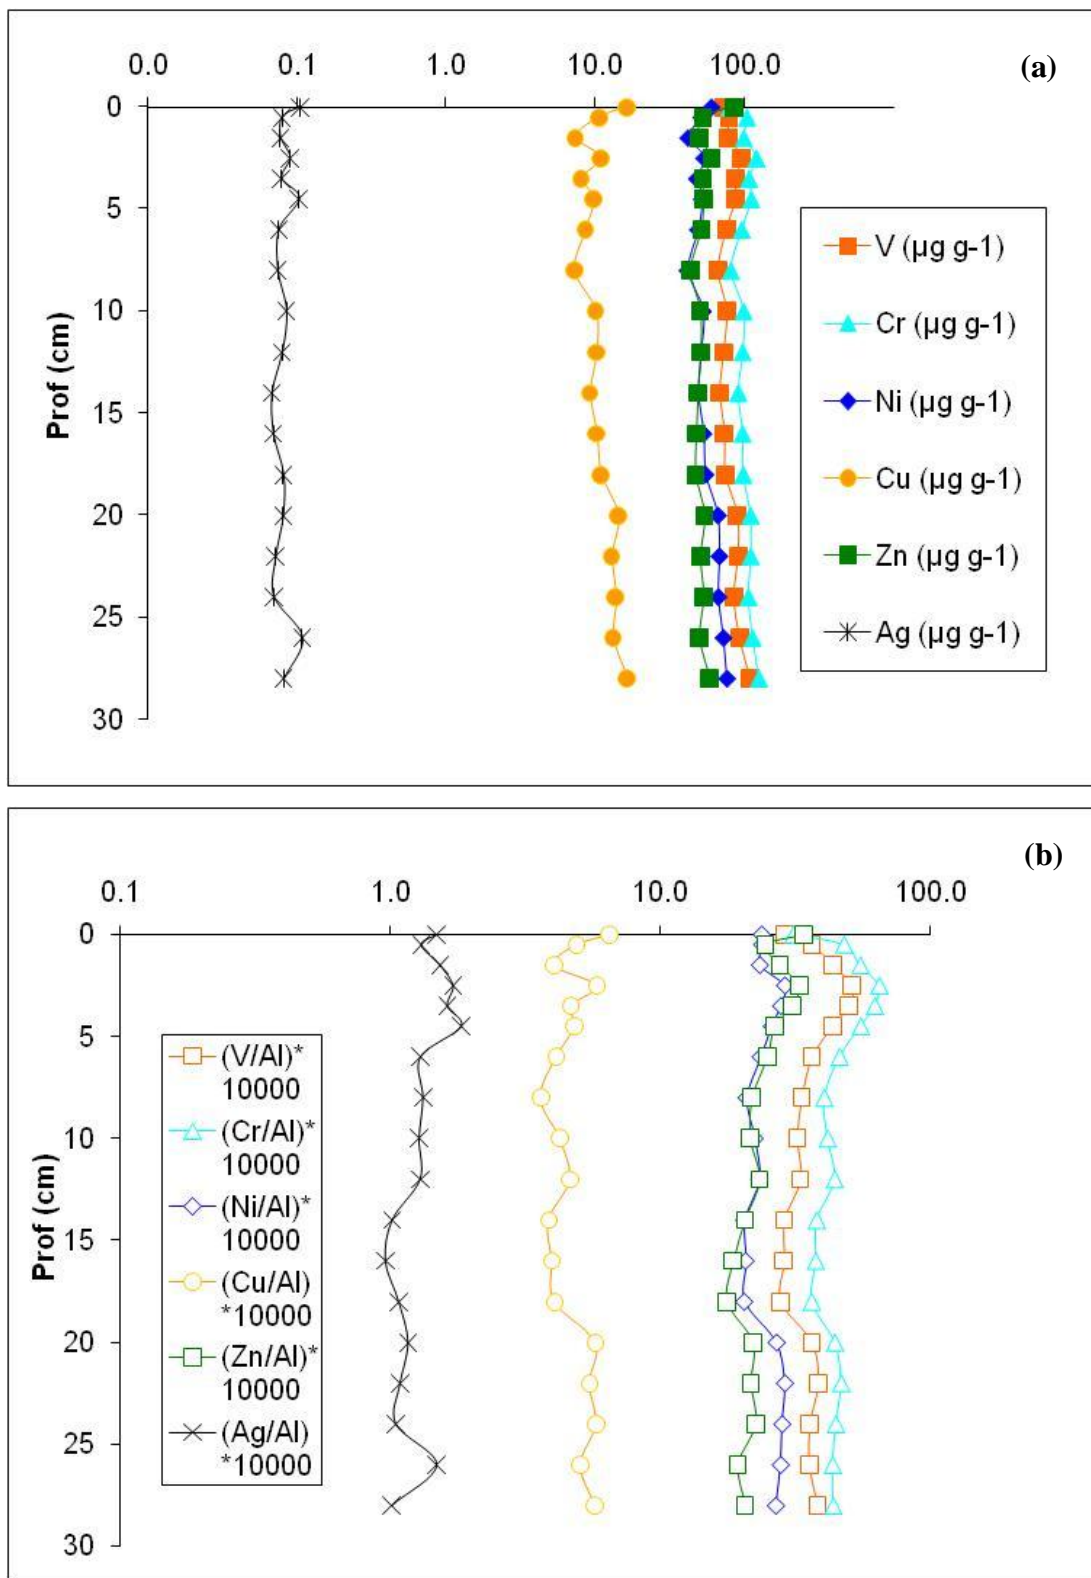 (a)
0.0 0.1 1.0 10.0 100.0
0
5
10
15
20
25
30
Prof (cm)
V (µg g-1)
Cr (µg g-1)
Ni (µg g-1)
Cu (µg g-1)
Zn (µg g-1)
Ag (µg g-1)
(b)
0.1 1.0 10.0 100.0
0
5
10
15
20
25
30
Prof (cm)
(V/Al)*
10000
(Cr/Al)*
10000
(Ni/Al)*
10000
(Cu/Al)
*10000
(Zn/Al)*
10000
(Ag/Al)
*10000